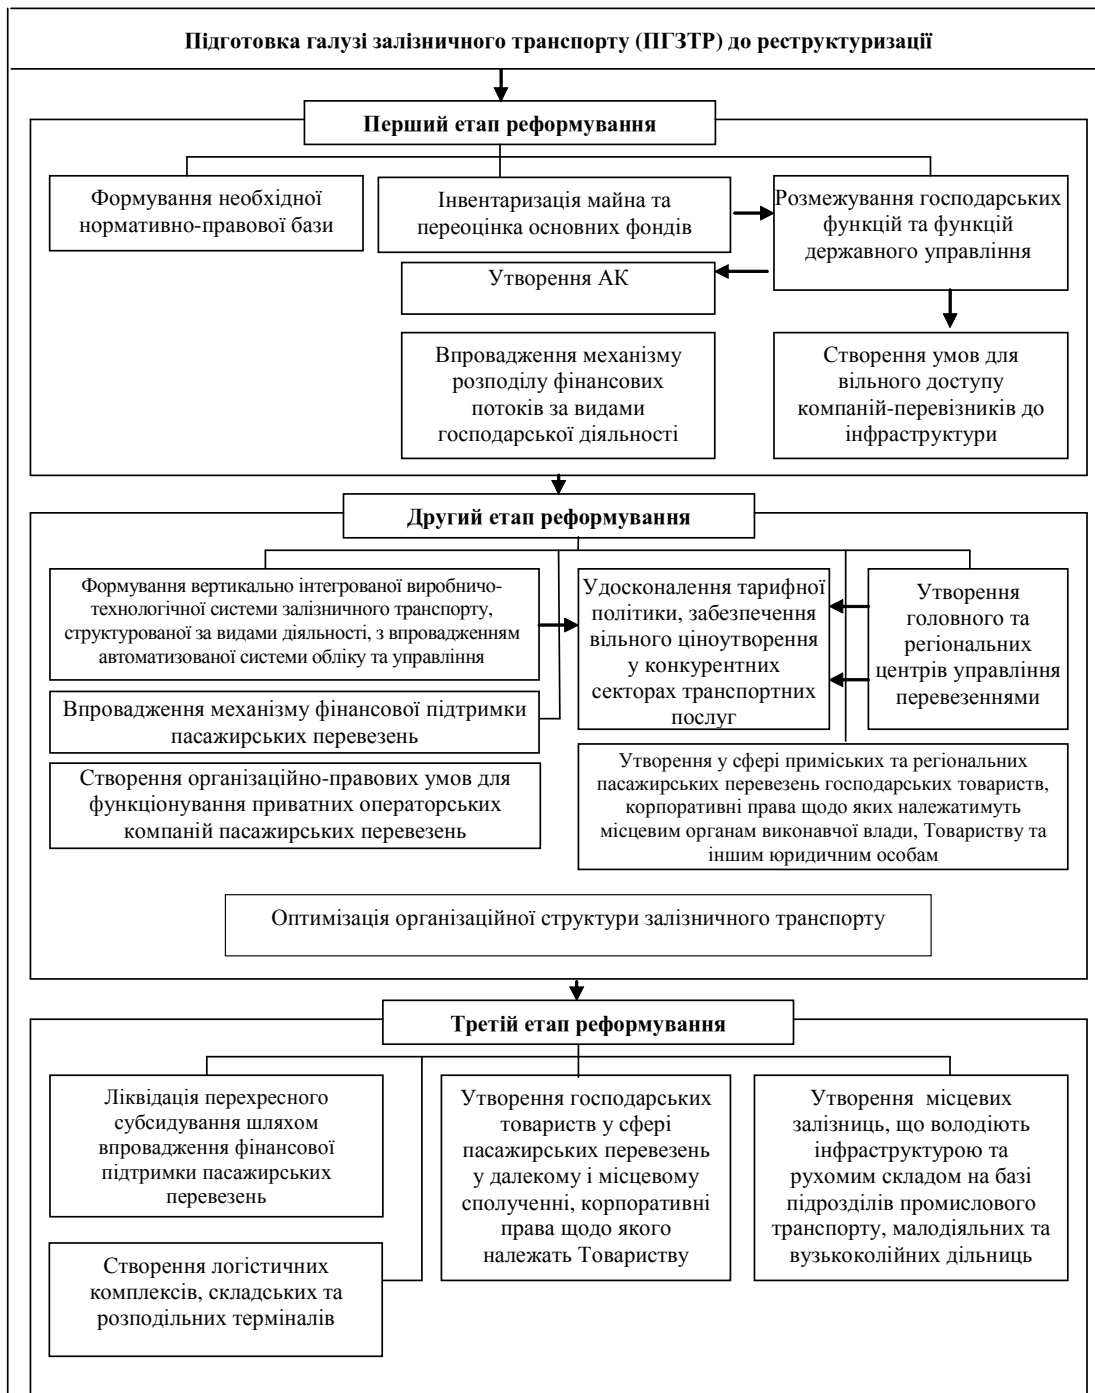 Підготовка галузі залізничного транспорту (ПГЗТР) до реструктуризації
Перший етап реформування
Формування необхідної
нормативно-правової бази
Інвентаризація майна та
переоцінка основних фондів
Розмежування господарських
функцій та функцій
державного управління
Утворення АК
Впровадження механізму
розподілу фінансових
потоків за видами
господарської діяльності
Створення умов для
вільного доступу
компаній-перевізників до
інфраструктури
Другий етап реформування
Формування вертикально інтегрованої виробничо-
технологічної системи залізничного транспорту,
структурованої за видами діяльності, з впровадженням
автоматизованої системи обліку та управління
Удосконалення тарифної
політики, забезпечення
вільного ціноутворення
у конкурентних
секторах транспортних
послуг
Утворення
головного та
регіональних
центрів управління
перевезеннями
Впровадження механізму фінансової підтримки
пасажирських перевезень
Створення організаційно-правових умов для
функціонування приватних операторських
компаній пасажирських перевезень
Утворення у сфері приміських та регіональних
пасажирських перевезень господарських товариств,
корпоративні права щодо яких належатимуть
місцевим органам виконавчої влади, Товариству та
іншим юридичним особам
Оптимізація організаційної структури залізничного транспорту
Третій етап реформування
Ліквідація перехресного
субсидування шляхом
впровадження фінансової
підтримки пасажирських
перевезень
Утворення господарських
товариств у сфері
пасажирських перевезень
у далекому і місцевому
сполученні, корпоративні
права щодо якого
належать Товариству
Утворення місцевих
залізниць, що володіють
інфраструктурою та
рухомим складом на базі
підрозділів промислового
транспорту, малодіяльних та
вузькоколійних дільниць
Створення логістичних
комплексів, складських та
розподільних терміналів